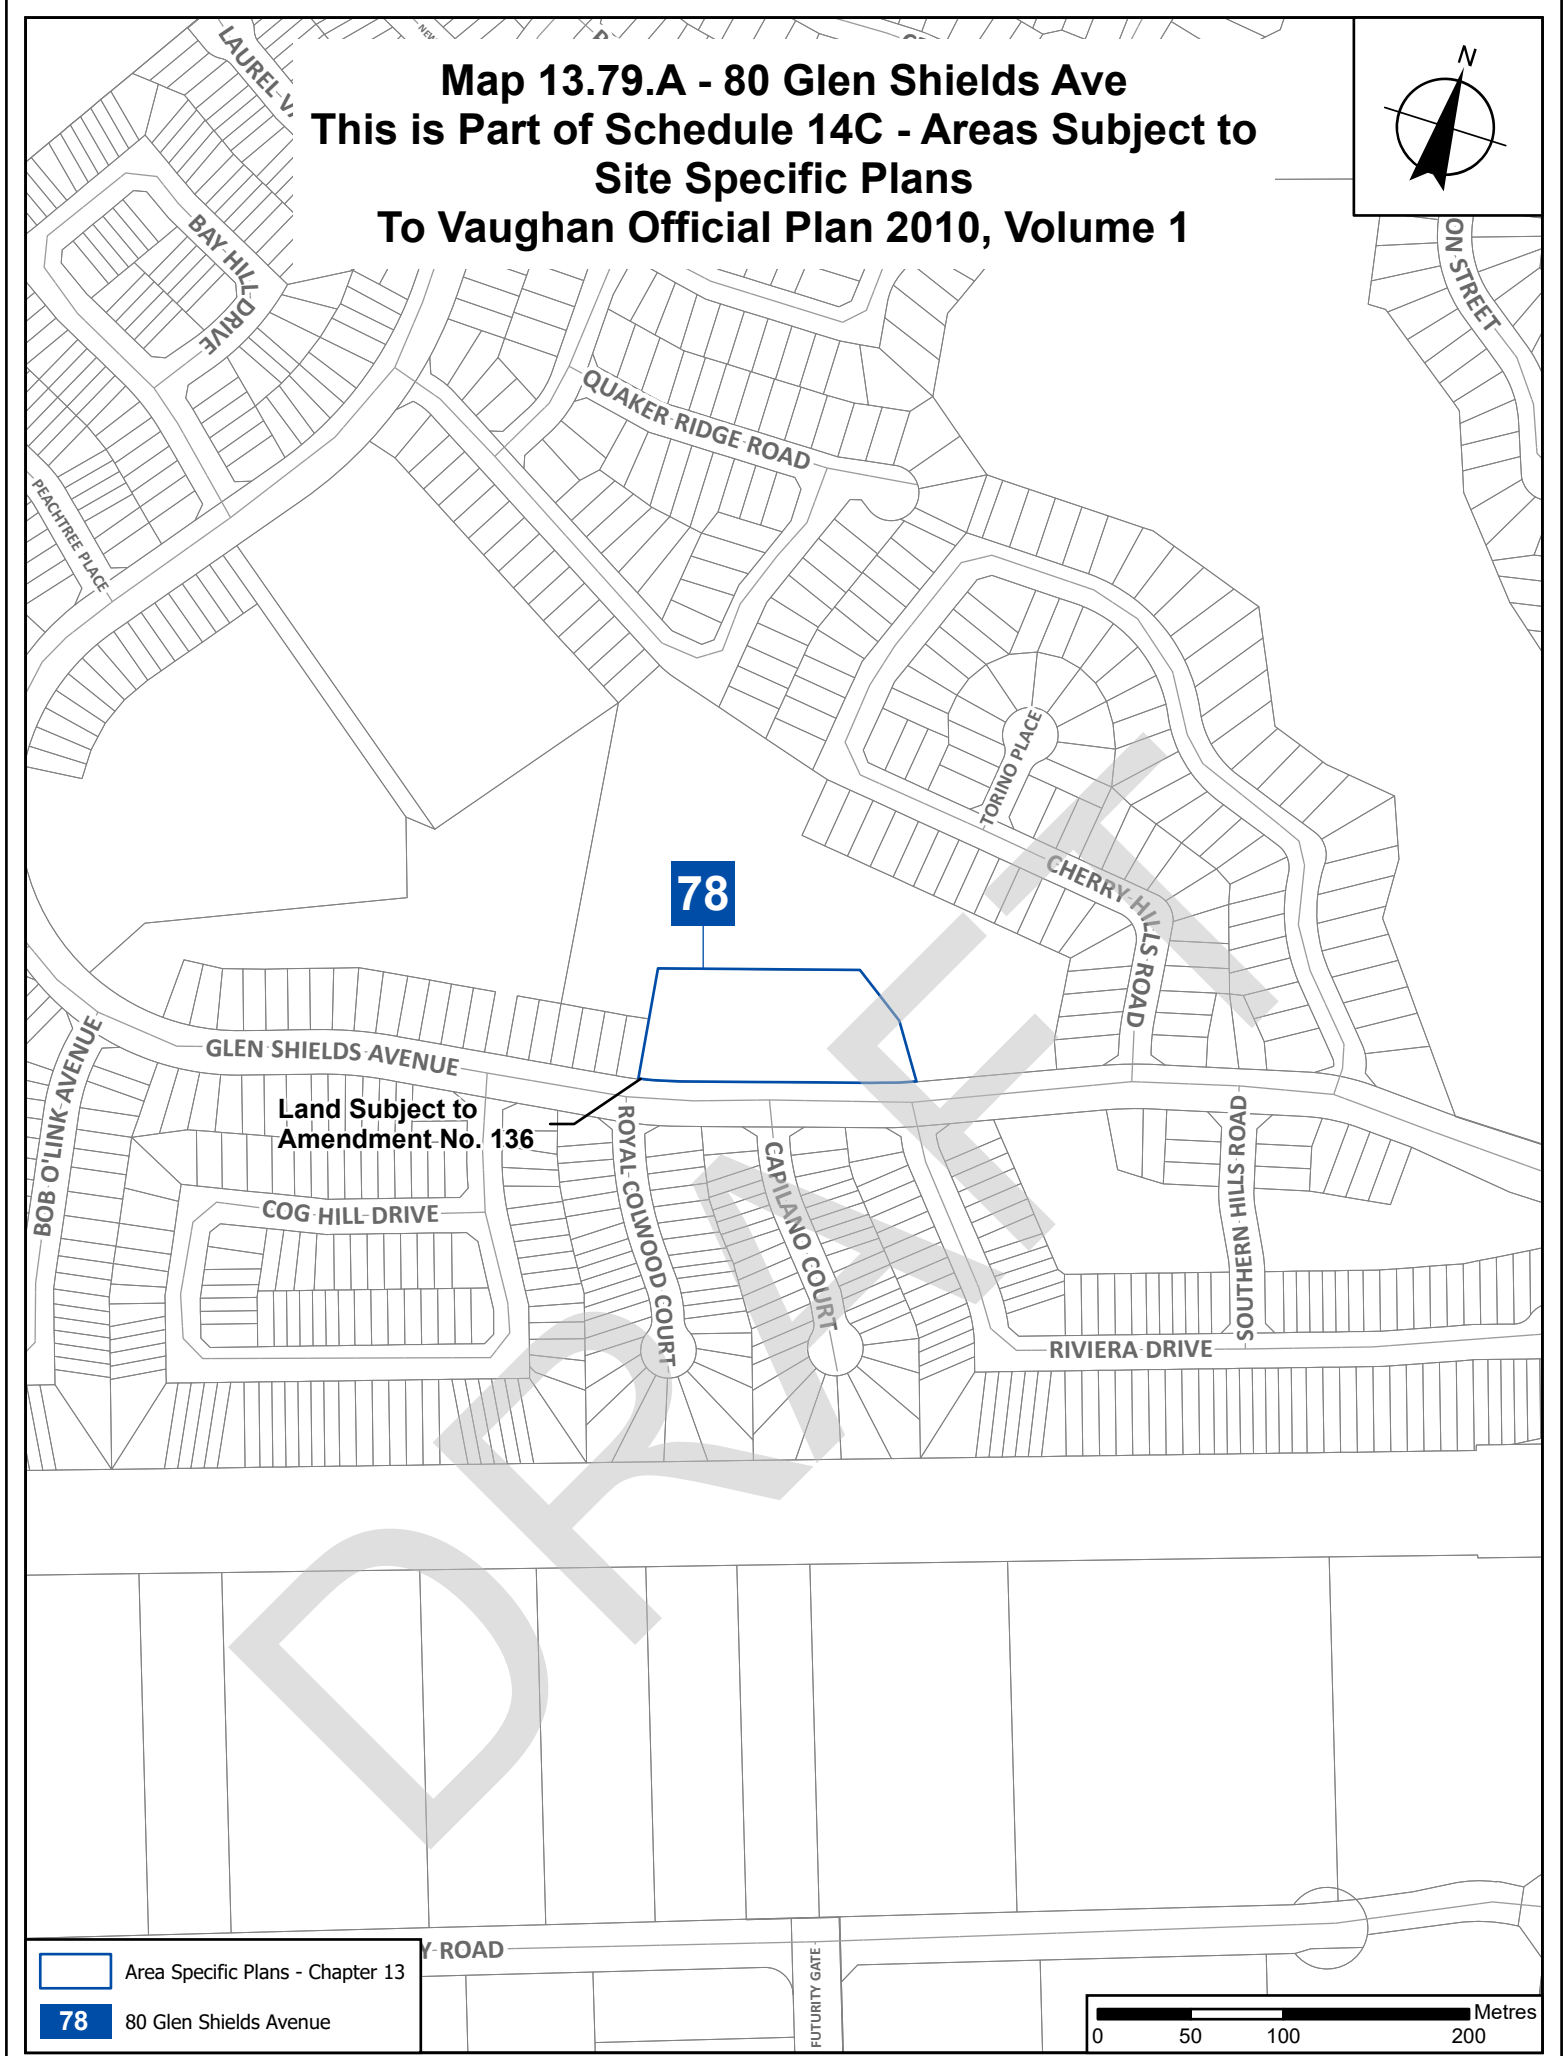 Map 13.79.A - 80 Glen Shields Ave
This is Part of Schedule 14C - Areas Subject to
Site Specific Plans
To Vaughan Official Plan 2010, Volume 1
N
BAY HILL DRIVE
ON STREET
QUAKER RIDGE ROAD
PEACHTREE PLACE
TORINO PLACE
CHERRY HILLS ROAD
78
GLEN SHIELDS AVENUE
BOB O'LINK AVENUE
Land Subject to
Amendment No. 136
ROYAL COLWOOD COURT
CAPILANO COURT
SOUTHERN HILLS ROAD
COG HILL DRIVE
RIVIERA DRIVE
DRAFT
Y ROAD
FUTURITY GATE
Area Specific Plans - Chapter 13
78 80 Glen Shields Avenue
Metres
0 50 100 200